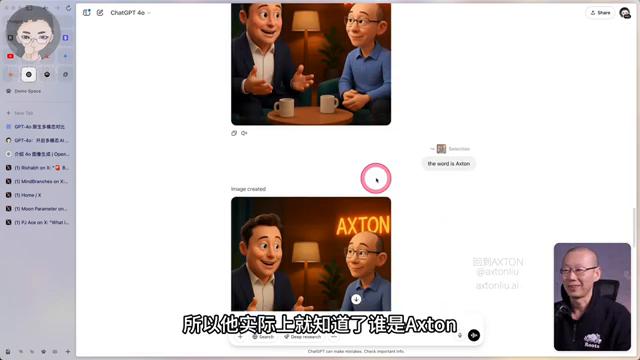 ChatGPT 4o
Share
Demo Space
New Tab
GPT-4o 原生多模态对比
GPT-4o：开启多模态AI
介绍 4o 图像生成 | Open
(1) Rishabh on X: "🚨 B
(1) MindBranches on X:
(1) Home / X
(1) Moon Parameter on
(1) PJ Ace on X: "What i
Selection
the word is Axton
Image created
AXTON
回到AXTON
@axtonliu
axtonliu.ai
Roots
所以他实际上就知道了谁是Axton
Search
Deep research
ChatGPT can make mistakes. Check important info.